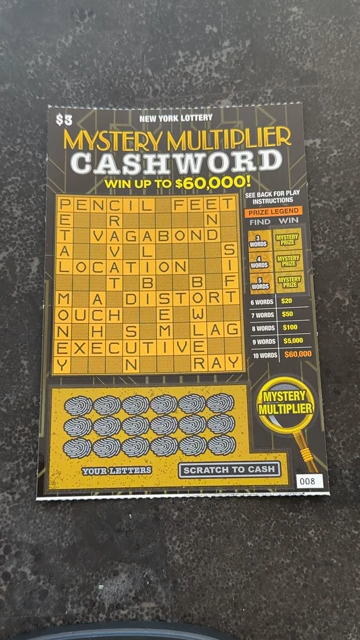 $3
NEW YORK LOTTERY
MYSTERY MULTIPLIER
CASHWORD
WIN UP TO $60,000!
SEE BACK FOR PLAY
INSTRUCTIONS
PRIZE LEGEND
FIND WIN
3 WORDS MYSTERY PRIZE
4 WORDS MYSTERY PRIZE
5 WORDS MYSTERY PRIZE
6 WORDS $20
7 WORDS $50
8 WORDS $100
9 WORDS $5,000
10 WORDS $60,000
PENCIL FEET
E R N
T VAGABOND
A V L S
LOCATION I
T B B F
M A DISTORT
OUCH M E W
N H S M L LAG
EXECUTIVE E
Y U N RAY
MYSTERY
MULTIPLIER
YOUR LETTERS
SCRATCH TO CASH
008